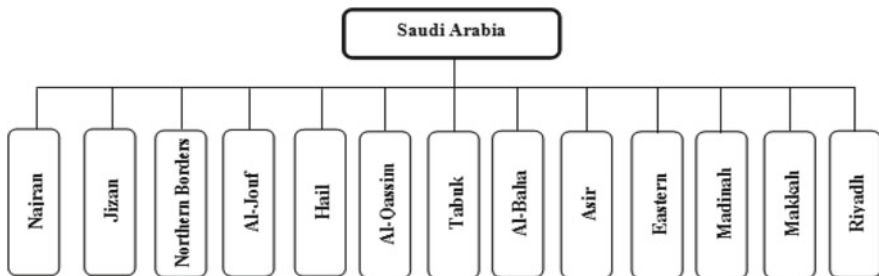 Saudi Arabia
Najran
Jizan
Northern Borders
Al-Jouf
Hail
Al-Qassim
Tabuk
Al-Baha
Asir
Eastern
Madinah
Makkah
Riyadh